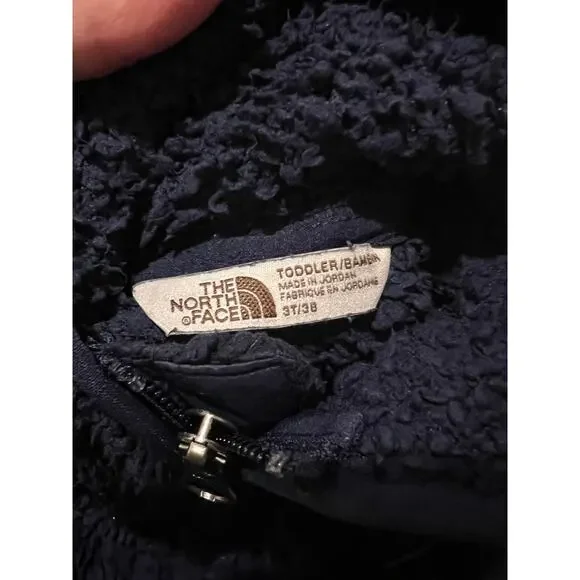 THE
NORTH
FACE
TODDLER/BAMBIN
MADE IN JORDAN
FABRIQUÉ EN JORDANIE
3T/3B